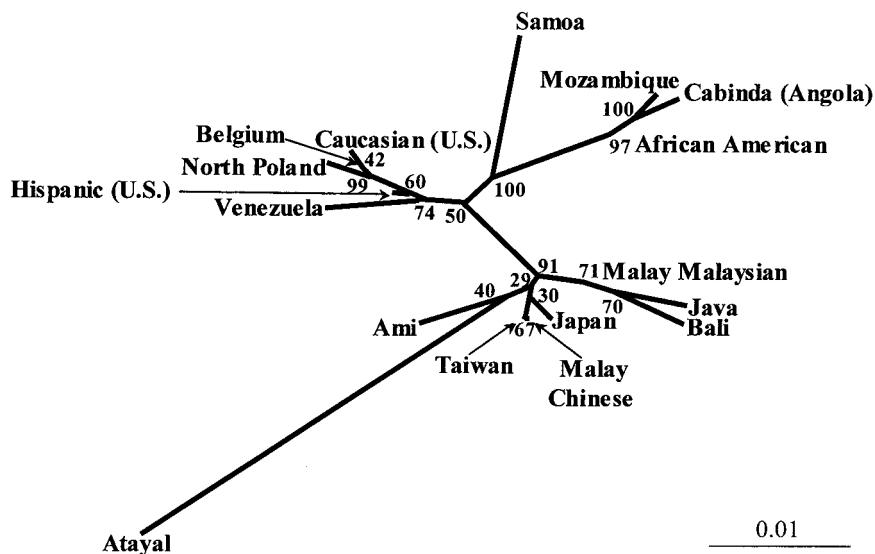 Samoa
Mozambique
Cabinda (Angola)
100
African American
97
Belgium
Caucasian (U.S.)
42
North Poland
99
60
Hispanic (U.S.)
Venezuela
74
50
100
91
71
Malay Malaysian
29
40
30
70
Java
Bali
Ami
Japan
67
Taiwan
Malay
Chinese
Atayal
0.01